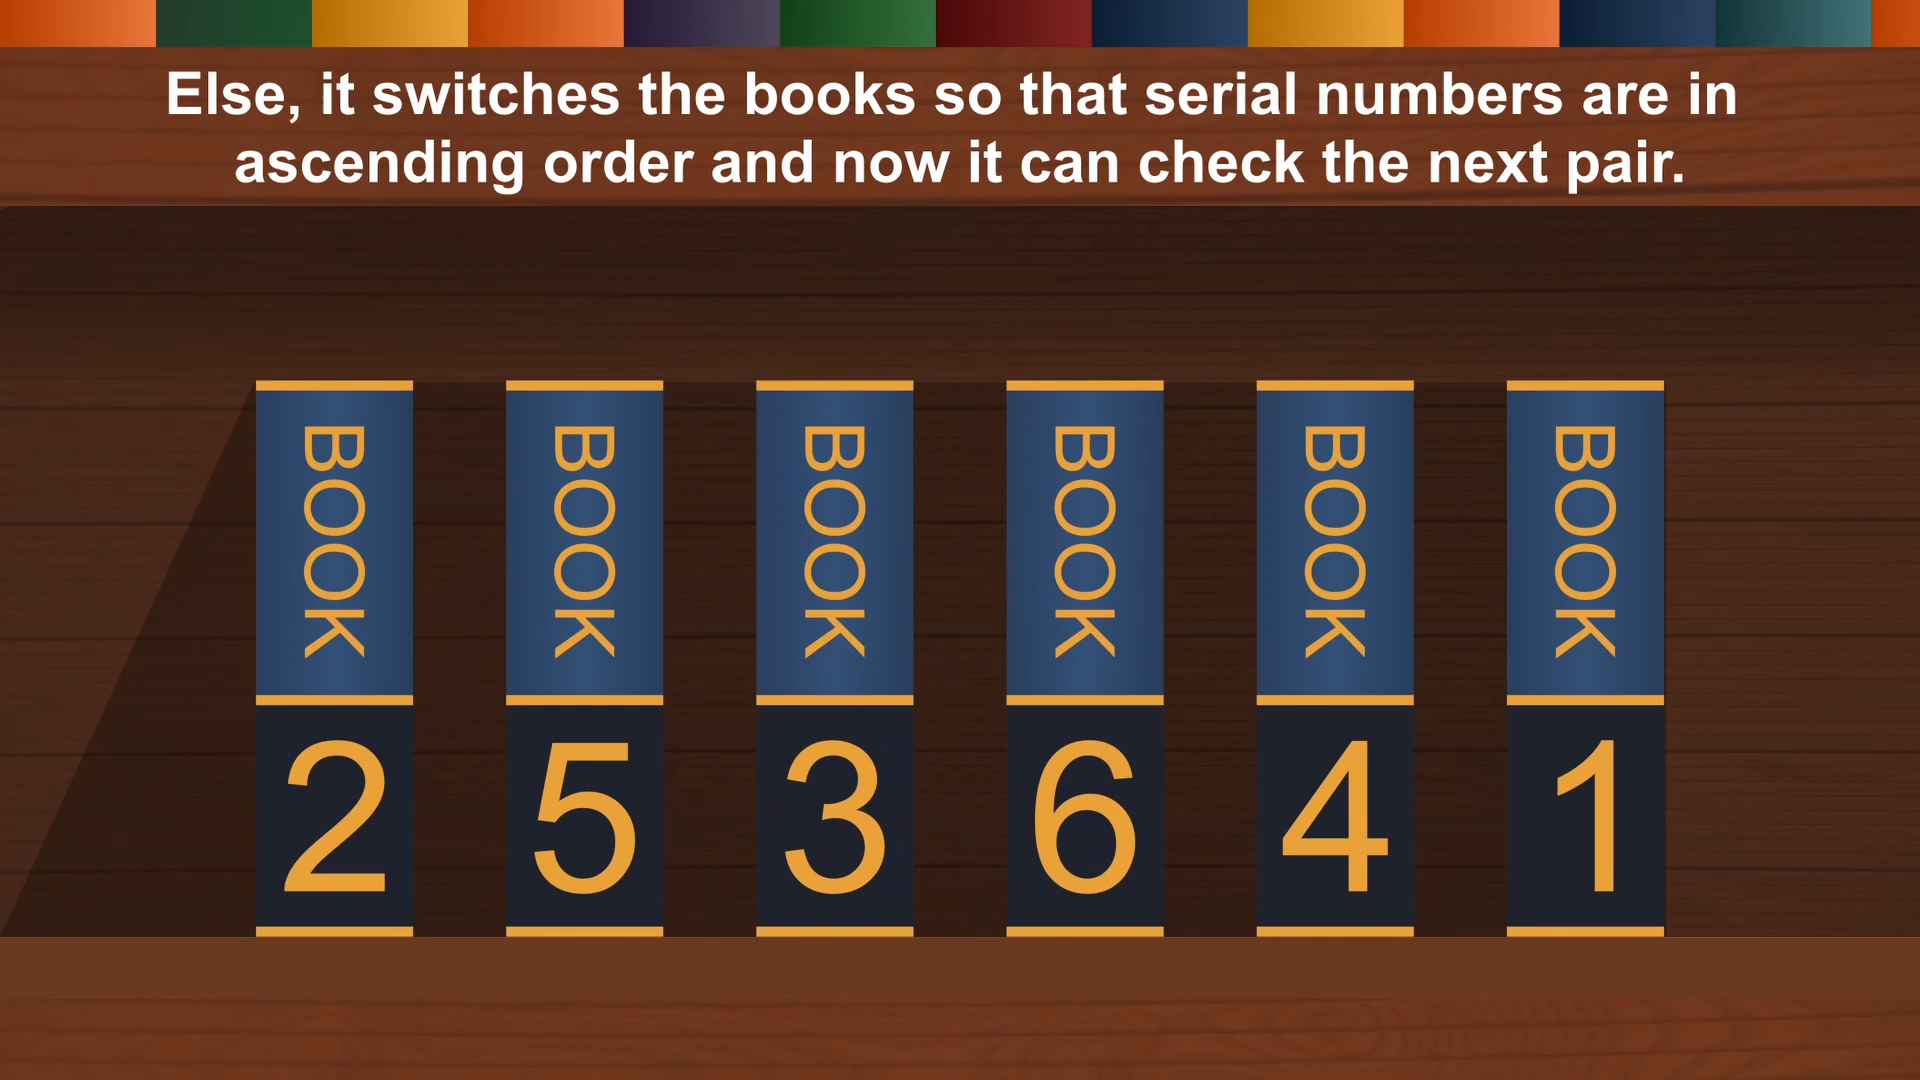 Else, it switches the books so that serial numbers are in
ascending order and now it can check the next pair.
BOOK BOOK BOOK BOOK BOOK BOOK
2 5 3 6 4 1